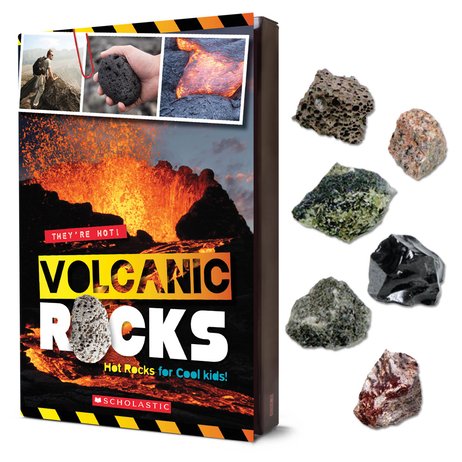 THEY'RE HOT!
VOLCANIC
ROCKS
Hot Rocks for Cool kids!
SCHOLASTIC